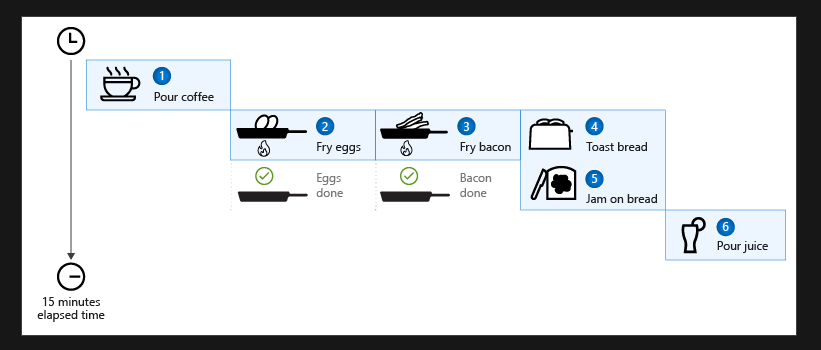 1
Pour coffee
2
Fry eggs
3
Fry bacon
4
Toast bread
Eggs
done
Bacon
done
5
Jam on bread
6
Pour juice
15 minutes
elapsed time